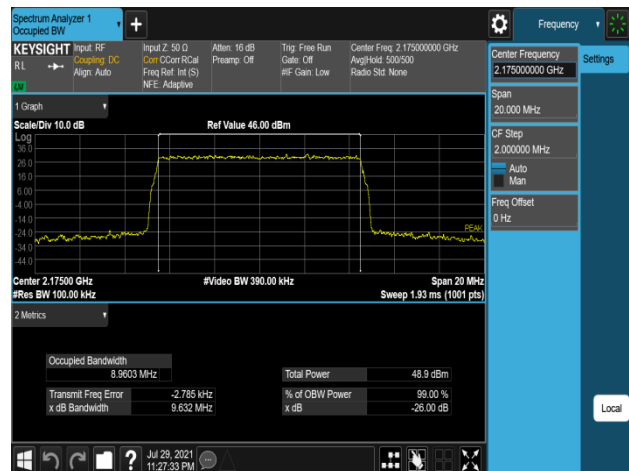 Spectrum Analyzer 1
Occupied BW
Frequency
KEYSIGHT
RL
Input: RF
Coupling: DC
Align: Auto
Input Z: 50 Ω
Corr CCorr RCal
Freq Ref: Int (S)
NFE: Adaptive
Atten: 16 dB
Preamp: Off
Trig: Free Run
Gate: Off
#IF Gain: Low
Center Freq: 2.175000000 GHz
Avg|Hold: 500/500
Radio Std: None
Center Frequency
2.175000000 GHz
Settings
Span
20.000 MHz
CF Step
2.000000 MHz
Auto
Man
Freq Offset
0 Hz
1 Graph
Scale/Div 10.0 dB
Ref Value 46.00 dBm
Log
36.0
26.0
16.0
6.00
-4.00
-14.0
-24.0
-34.0
-44.0
PEAK
Center 2.17500 GHz
#Video BW 390.00 kHz
Span 20 MHz
#Res BW 100.00 kHz
Sweep 1.93 ms (1001 pts)
2 Metrics
Occupied Bandwidth
8.9603 MHz
Total Power 48.9 dBm
Transmit Freq Error -2.785 kHz
% of OBW Power 99.00 %
x dB Bandwidth 9.632 MHz
x dB -26.00 dB
Local
?
Jul 29, 2021
11:27:33 PM